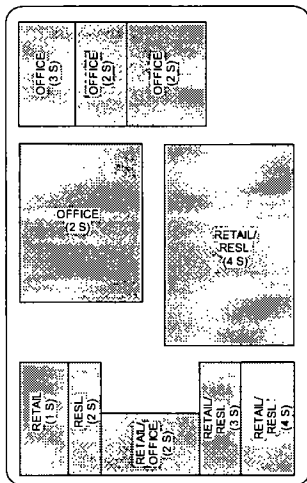 OFFICE
(3 S)
OFFICE
(2 S)
OFFICE
(2 S)
OFFICE
(2 S)
RETAIL/
RESL.
(4 S)
RETAIL
(1 S)
RESL.
(2 S)
RETAIL/
OFFICE
(2 S)
RETAIL/
RESL
(3 S)
RETAIL/
RESL
(4 S)